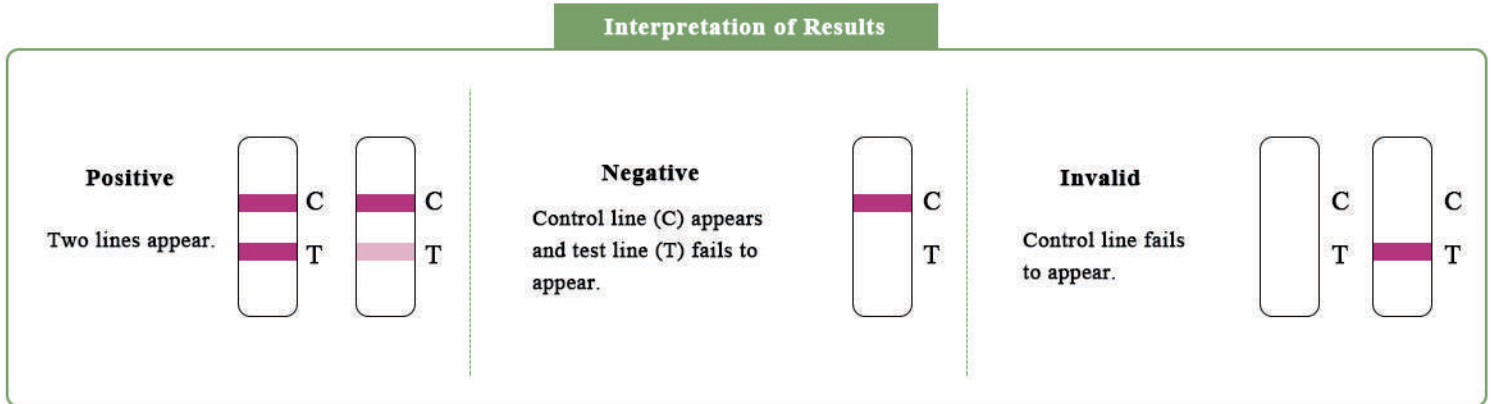 Interpretation of Results
Positive
Two lines appear.
C
T
C
T
Negative
Control line (C) appears
and test line (T) fails to
appear.
C
T
Invalid
Control line fails
to appear.
C
T
C
T